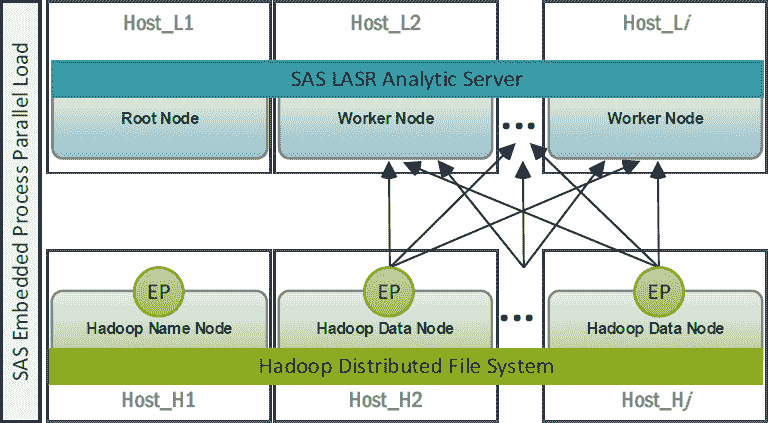 SAS Embedded Process Parallel Load
Host_L1 Host_L2 Host_Li
SAS LASR Analytic Server
Root Node Worker Node ... Worker Node
EP EP EP
Hadoop Name Node Hadoop Data Node ... Hadoop Data Node
Hadoop Distributed File System
Host_H1 Host_H2 Host_Hj